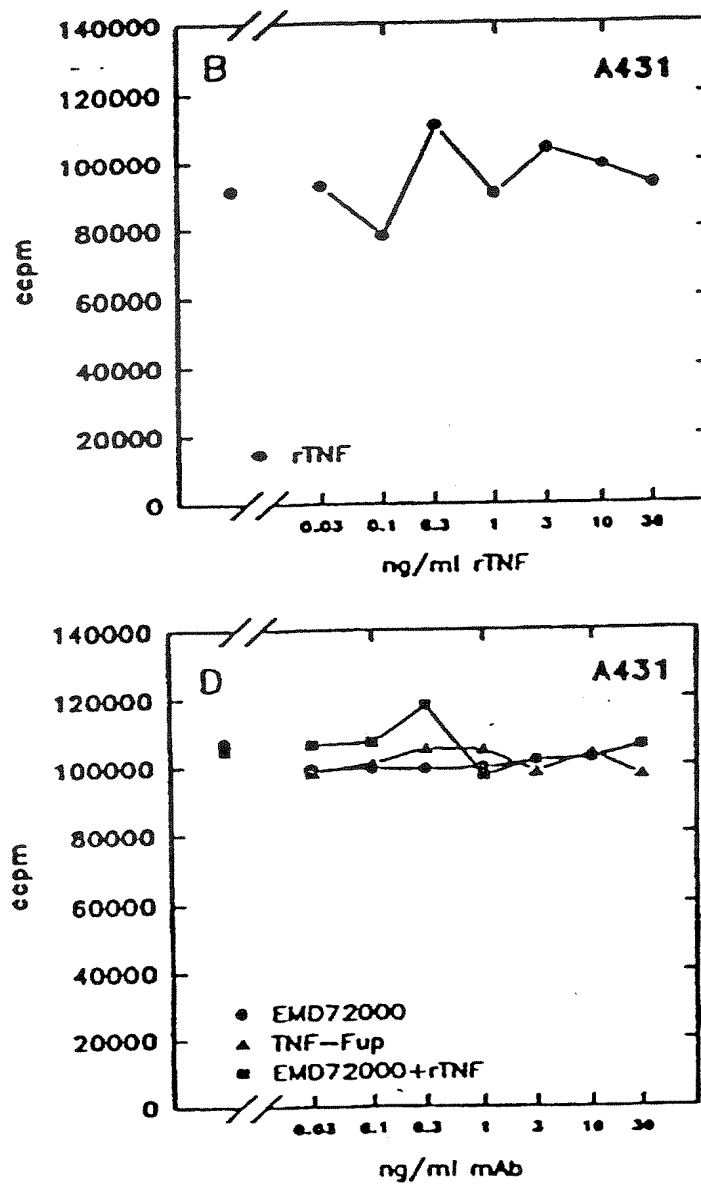 140000
B
A431
120000
100000
80000
60000
40000
20000
0
ccpm
rTNF
0.03 0.1 0.3 1 3 10 30
ng/ml rTNF
140000
D
A431
120000
100000
80000
60000
40000
20000
0
ccpm
EMD72000
TNF-Fup
EMD72000+rTNF
0.03 0.1 0.3 1 3 10 30
ng/ml mAb